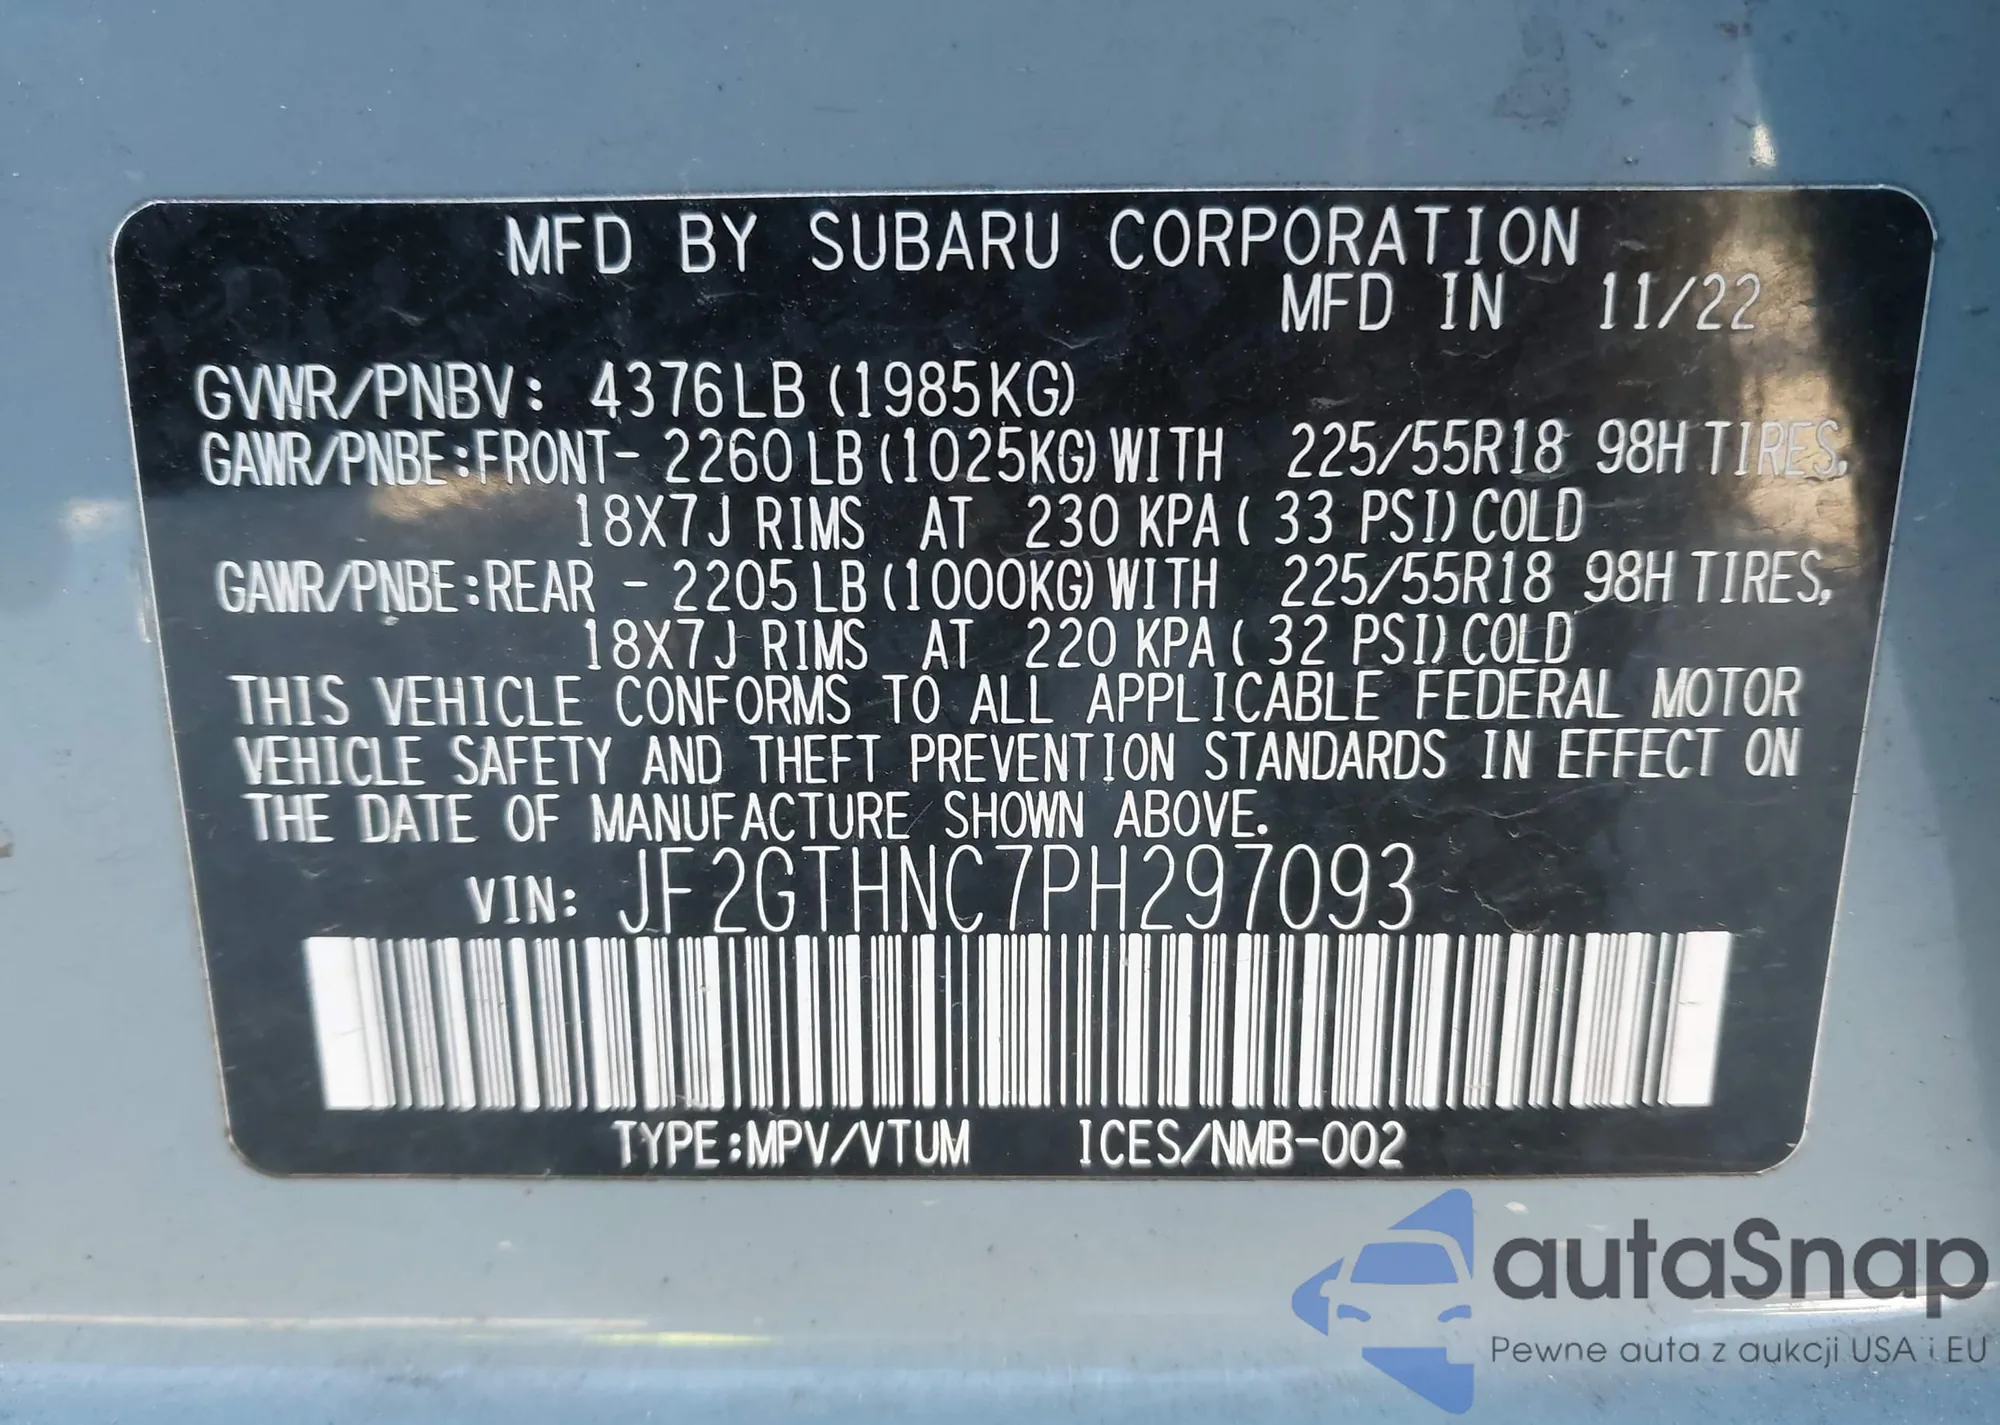 MFD BY SUBARU CORPORATION
MFD IN 11/22
GVWR/PNBV: 4376LB (1985KG)
GAWR/PNBE:FRONT- 2260LB (1025KG) WITH 225/55R18 98H TIRES,
18X7J RIMS AT 230 KPA ( 33 PSI) COLD
GAWR/PNBE:REAR - 2205LB (1000KG) WITH 225/55R18 98H TIRES,
18X7J RIMS AT 220 KPA ( 32 PSI) COLD
THIS VEHICLE CONFORMS TO ALL APPLICABLE FEDERAL MOTOR
VEHICLE SAFETY AND THEFT PREVENTION STANDARDS IN EFFECT ON
THE DATE OF MANUFACTURE SHOWN ABOVE.
VIN: JF2GTHNC7PH297093
TYPE:MPV/VTUM ICES/NMB-002
autaSnap
Pewne auta z aukcji USA i EU